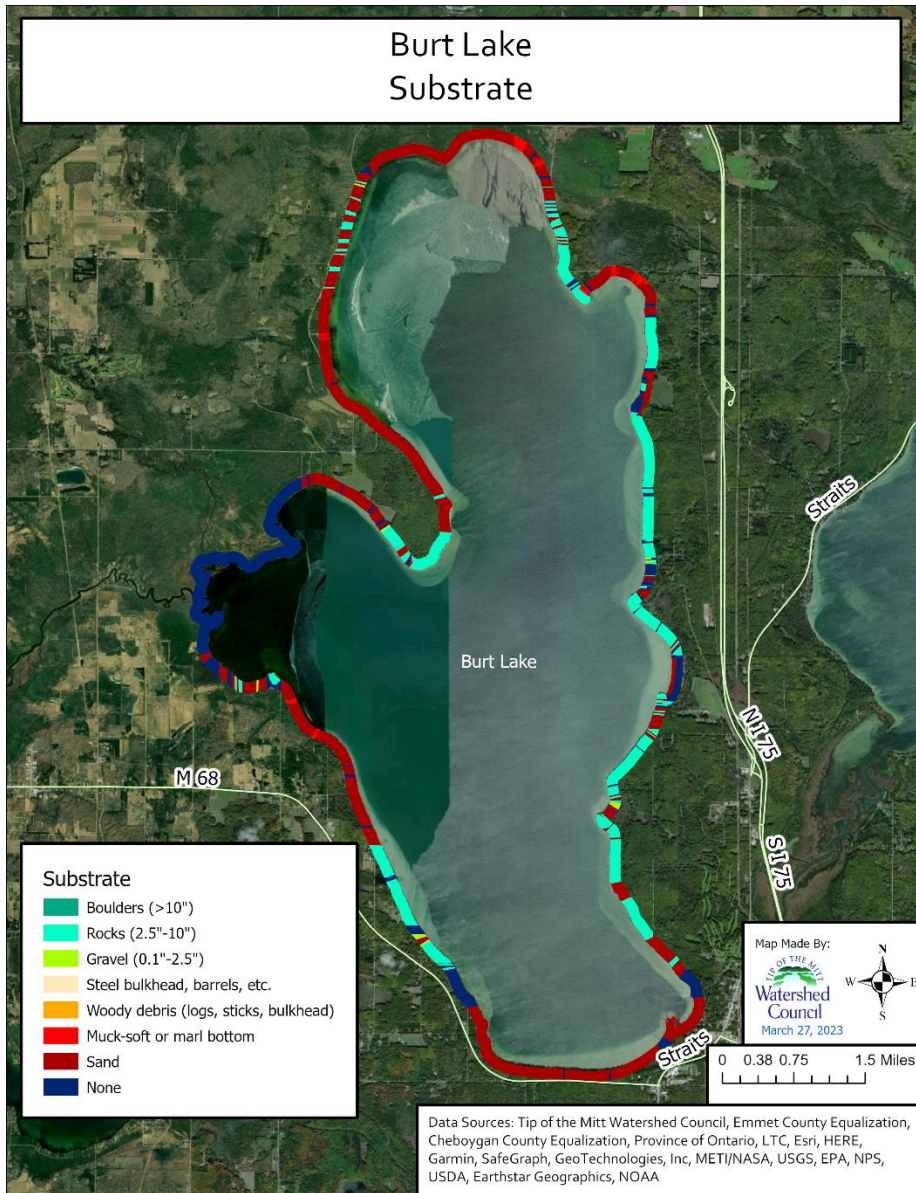 Burt Lake
Substrate
Straits
Burt Lake
N I 75
M 68
S I 75
Straits
Substrate
Boulders (>10")
Rocks (2.5"-10")
Gravel (0.1"-2.5")
Steel bulkhead, barrels, etc.
Woody debris (logs, sticks, bulkhead)
Muck-soft or marl bottom
Sand
None
Map Made By:
TIP OF THE MITT
Watershed
Council
March 27, 2023
N
W E
S
0 0.38 0.75 1.5 Miles
Data Sources: Tip of the Mitt Watershed Council, Emmet County Equalization,
Cheboygan County Equalization, Province of Ontario, LTC, Esri, HERE,
Garmin, SafeGraph, GeoTechnologies, Inc, METI/NASA, USGS, EPA, NPS,
USDA, Earthstar Geographics, NOAA